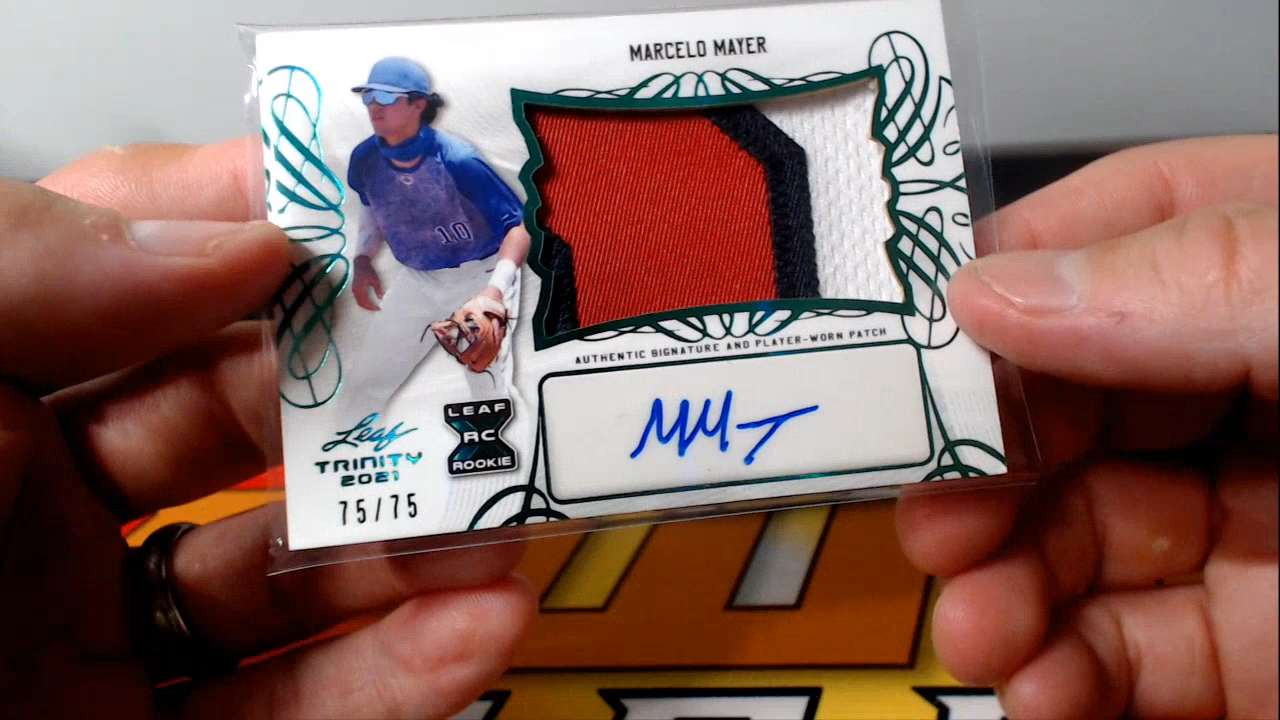 MARCELO MAYER
10
AUTHENTIC SIGNATURE AND PLAYER-WORN PATCH
LEAF
RC
ROOKIE
Leaf
TRINITY
2021
75/75